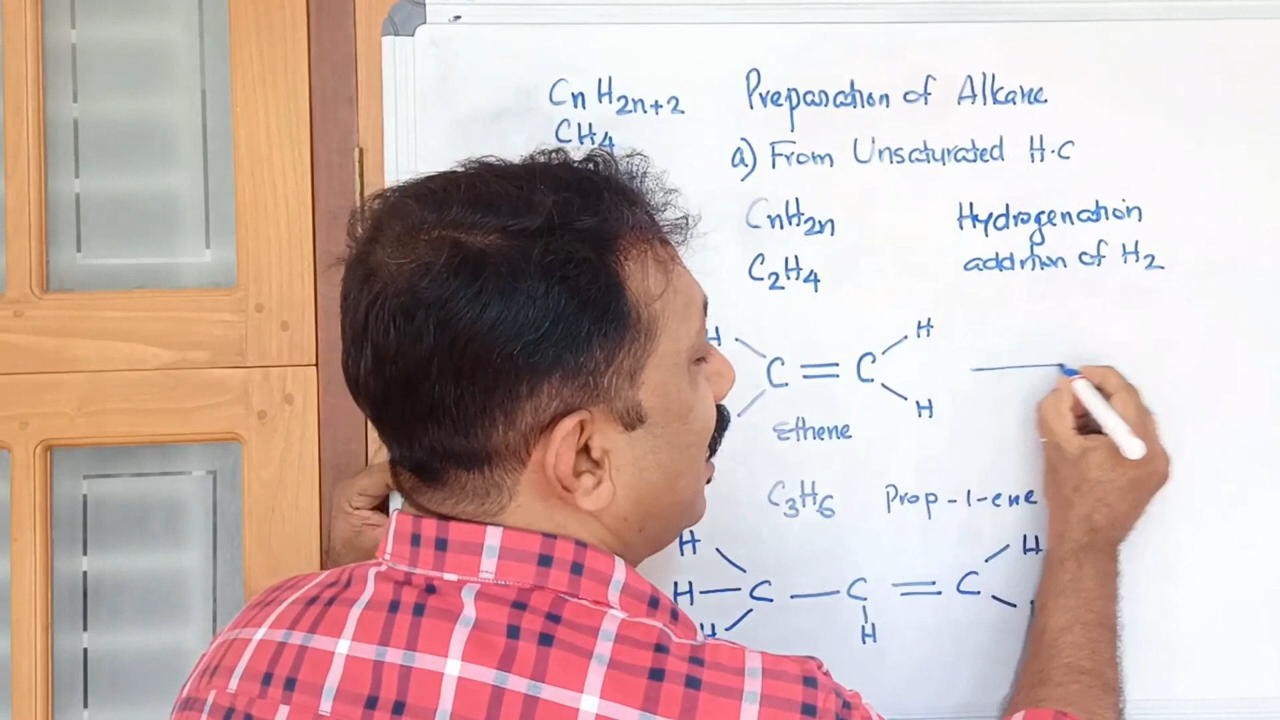 CnH2n+2
CH4
Preparation of Alkane
a) From Unsaturated H.C
CnH2n
C2H4
Hydrogenation
addition of H2
H
H
C = C
H
Ethene
C3H6 Prop-1-ene
H
H
H — C — C = C
H
H